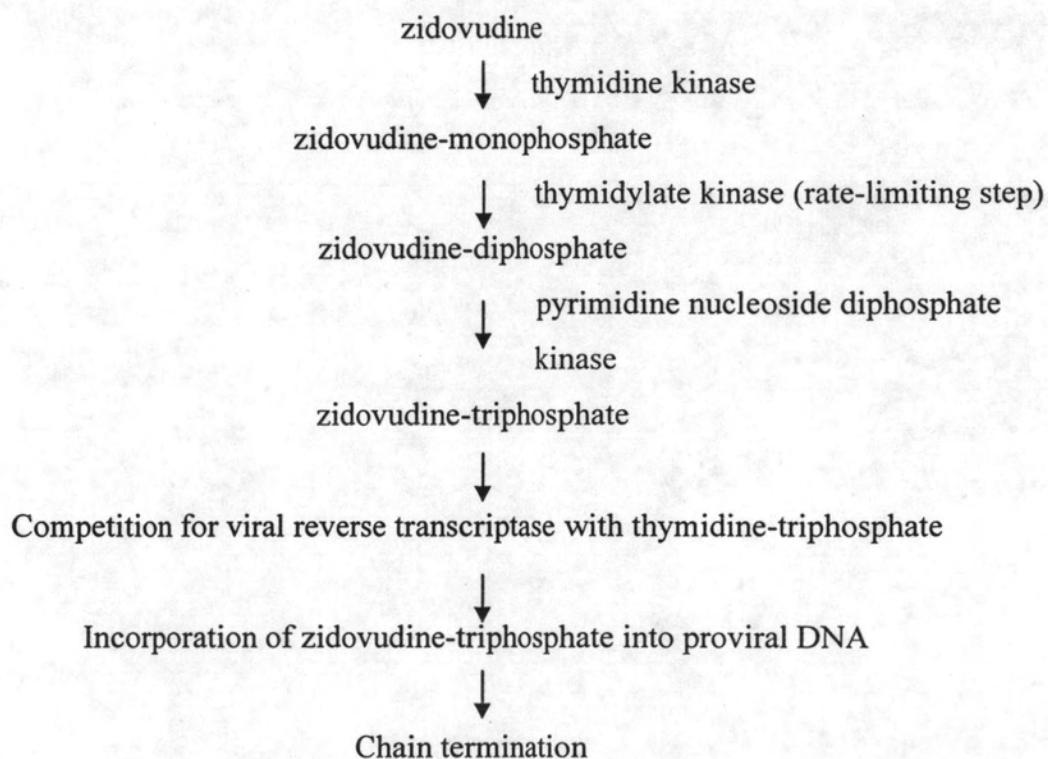 zidovudine
thymidine kinase
zidovudine-monophosphate
thymidylate kinase (rate-limiting step)
zidovudine-diphosphate
pyrimidine nucleoside diphosphate
kinase
zidovudine-triphosphate
Competition for viral reverse transcriptase with thymidine-triphosphate
Incorporation of zidovudine-triphosphate into proviral DNA
Chain termination